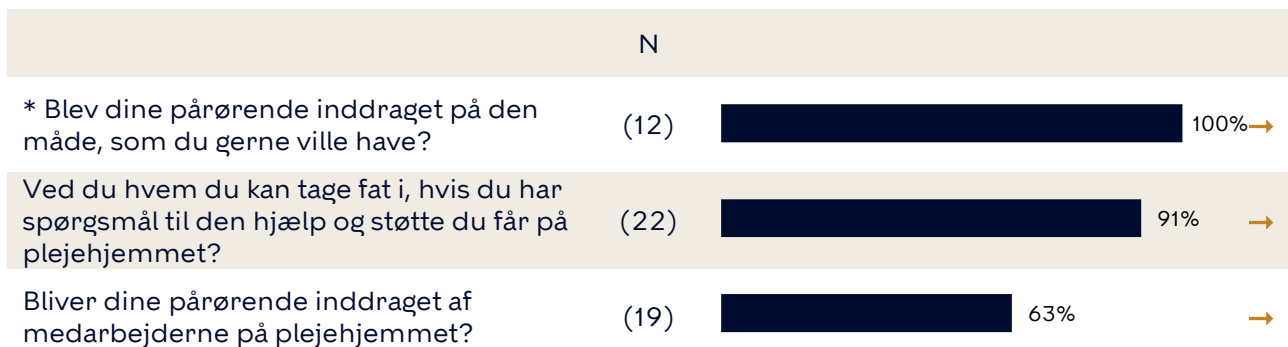 N
* Blev dine pårørende inddraget på den
måde, som du gerne ville have?
(12)
100%→
Ved du hvem du kan tage fat i, hvis du har
spørgsmål til den hjælp og støtte du får på
plejehjemmet?
(22)
91% →
Bliver dine pårørende inddraget af
medarbejderne på plejehjemmet?
(19)
63% →